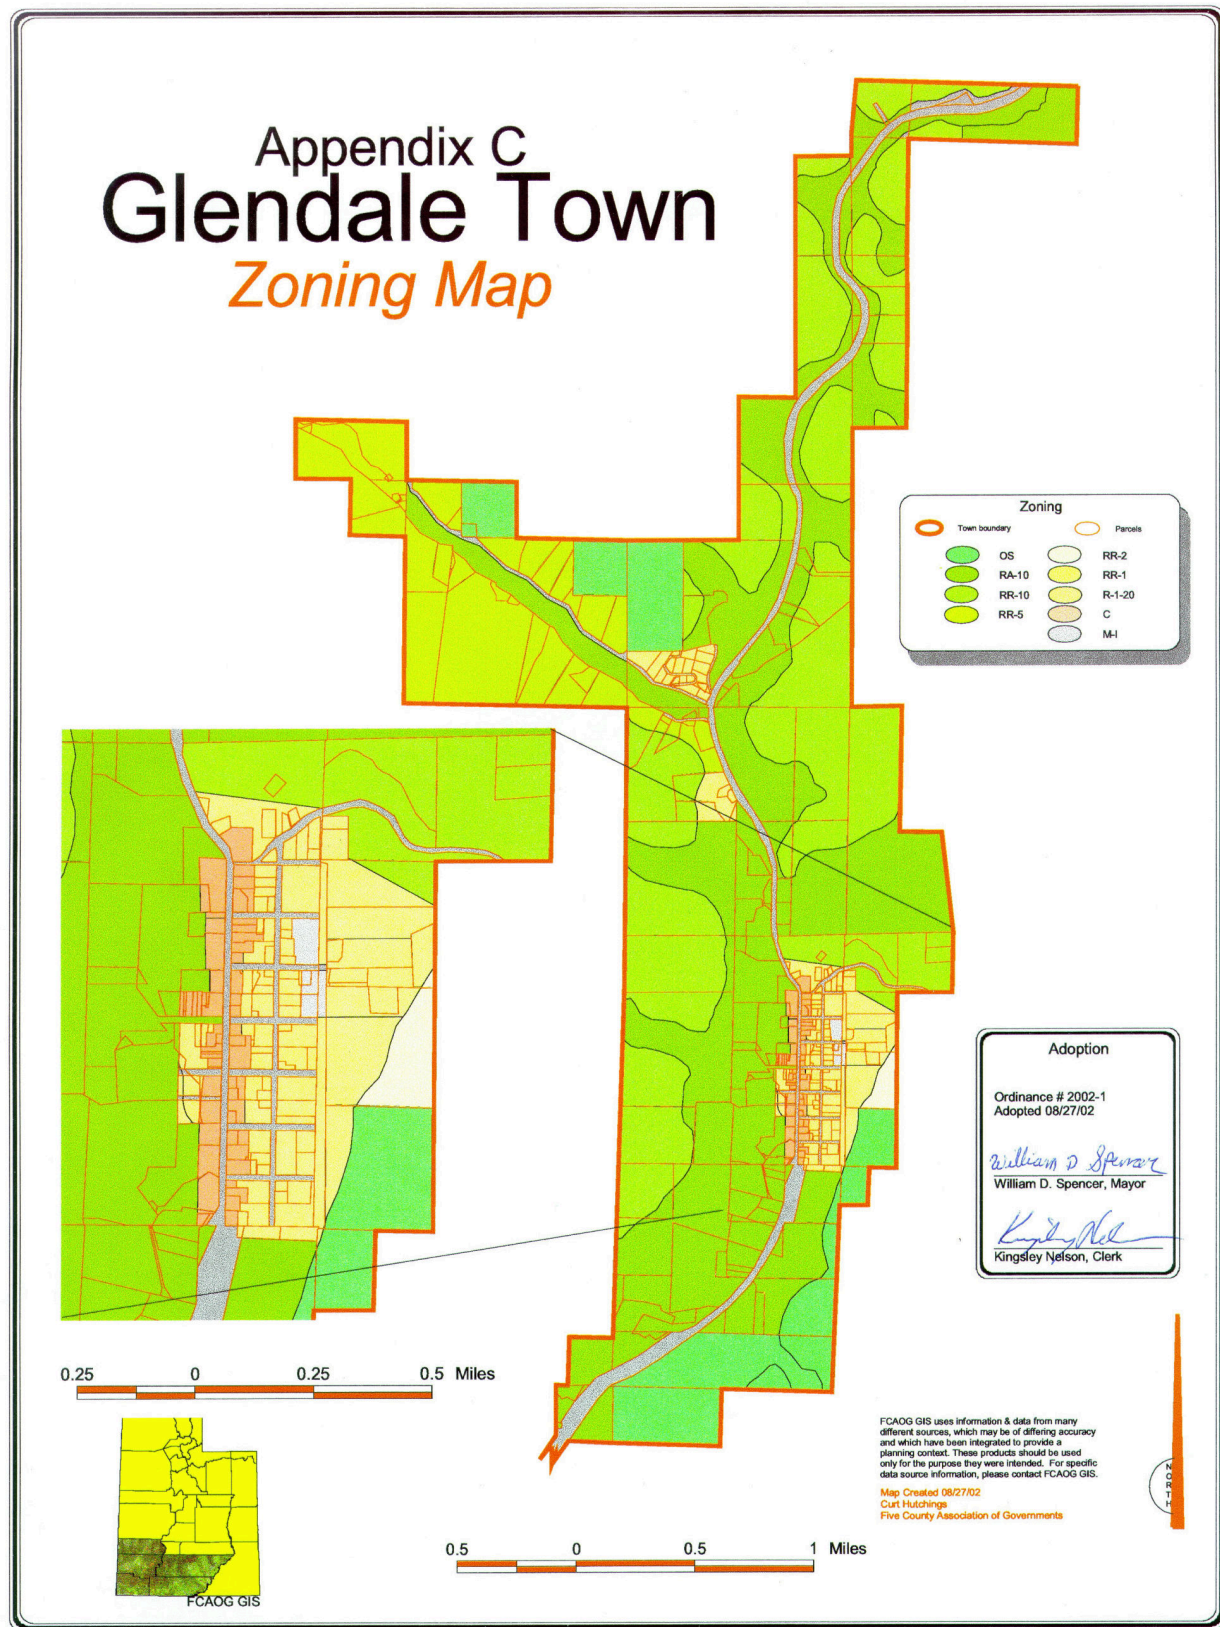 Appendix C
Glendale Town
Zoning Map
Zoning
Town boundary
Parcels
OS
RR-2
RA-10
RR-1
RR-10
R-1-20
RR-5
C
M-I
Adoption
Ordinance # 2002-1
Adopted 08/27/02
William D Spencer
William D. Spencer, Mayor
Kingsley Nelson, Clerk
0.25 0 0.25 0.5 Miles
FCAOG GIS
FCAOG GIS uses information & data from many
different sources, which may be of differing accuracy
and which have been integrated to provide a
planning context. These products should be used
only for the purpose they were intended. For specific
data source information, please contact FCAOG GIS.
Map Created 08/27/02
Curt Hutchings
Five County Association of Governments
NORTH
0.5 0 0.5 1 Miles